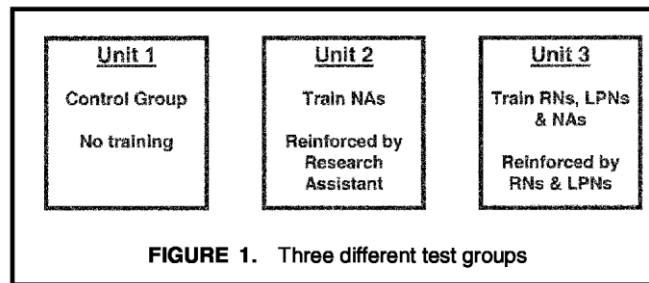 Unit 1
Control Group
No training
Unit 2
Train NAs
Reinforced by
Research
Assistant
Unit 3
Train RNs, LPNs
& NAs
Reinforced by
RNs & LPNs
FIGURE 1. Three different test groups